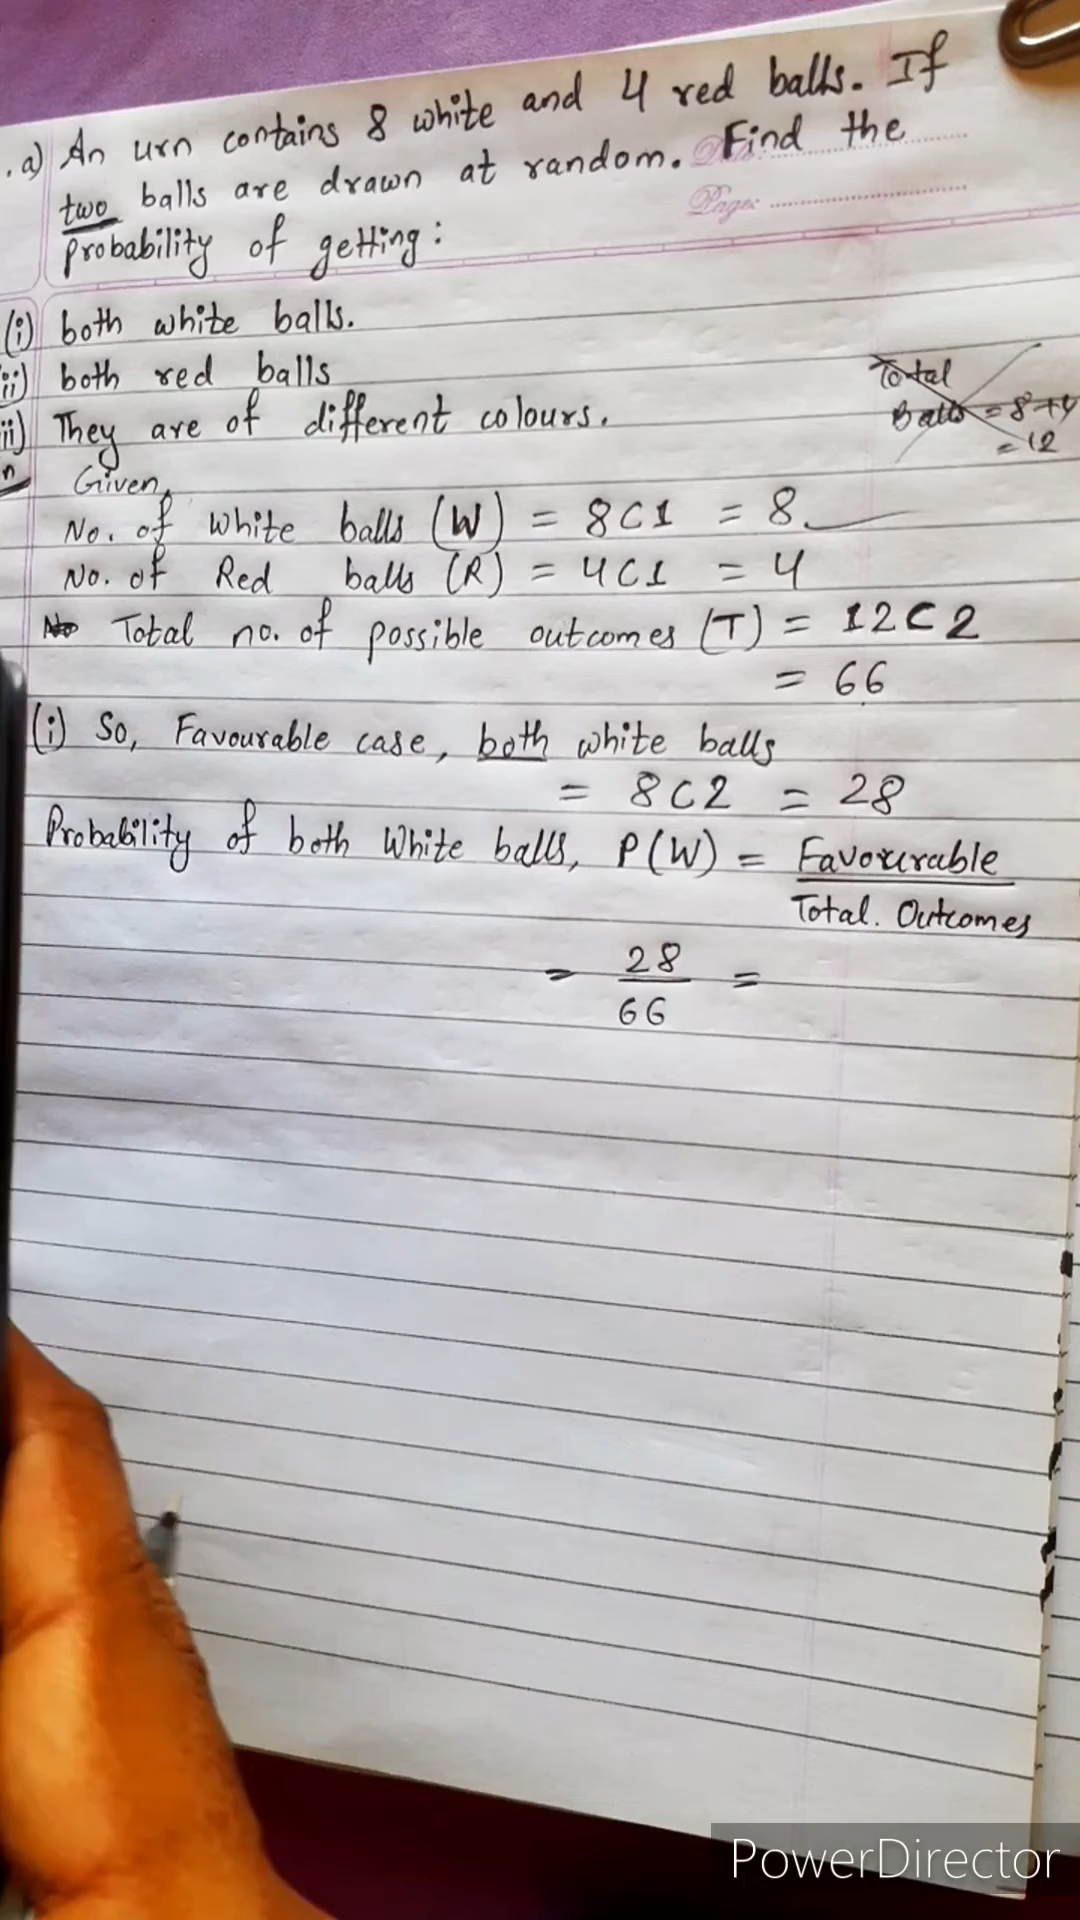 .a) An urn contains 8 white and 4 red balls. If
two balls are drawn at random. Find the
Page:
probability of getting:
(i) both white balls.
ii) both red balls
ii) They are of different colours.
Total
Balls = 8+4
= 12
n Given,
No. of White balls (W) = 8C1 = 8
No. of Red balls (R) = 4C1 = 4
No Total no. of possible outcomes (T) = 12C2
= 66
(i) So, Favourable case, both white balls
= 8C2 = 28
Probability of both White balls, P(W) = Favourable
Total. Outcomes
= 28 =
66
PowerDirector